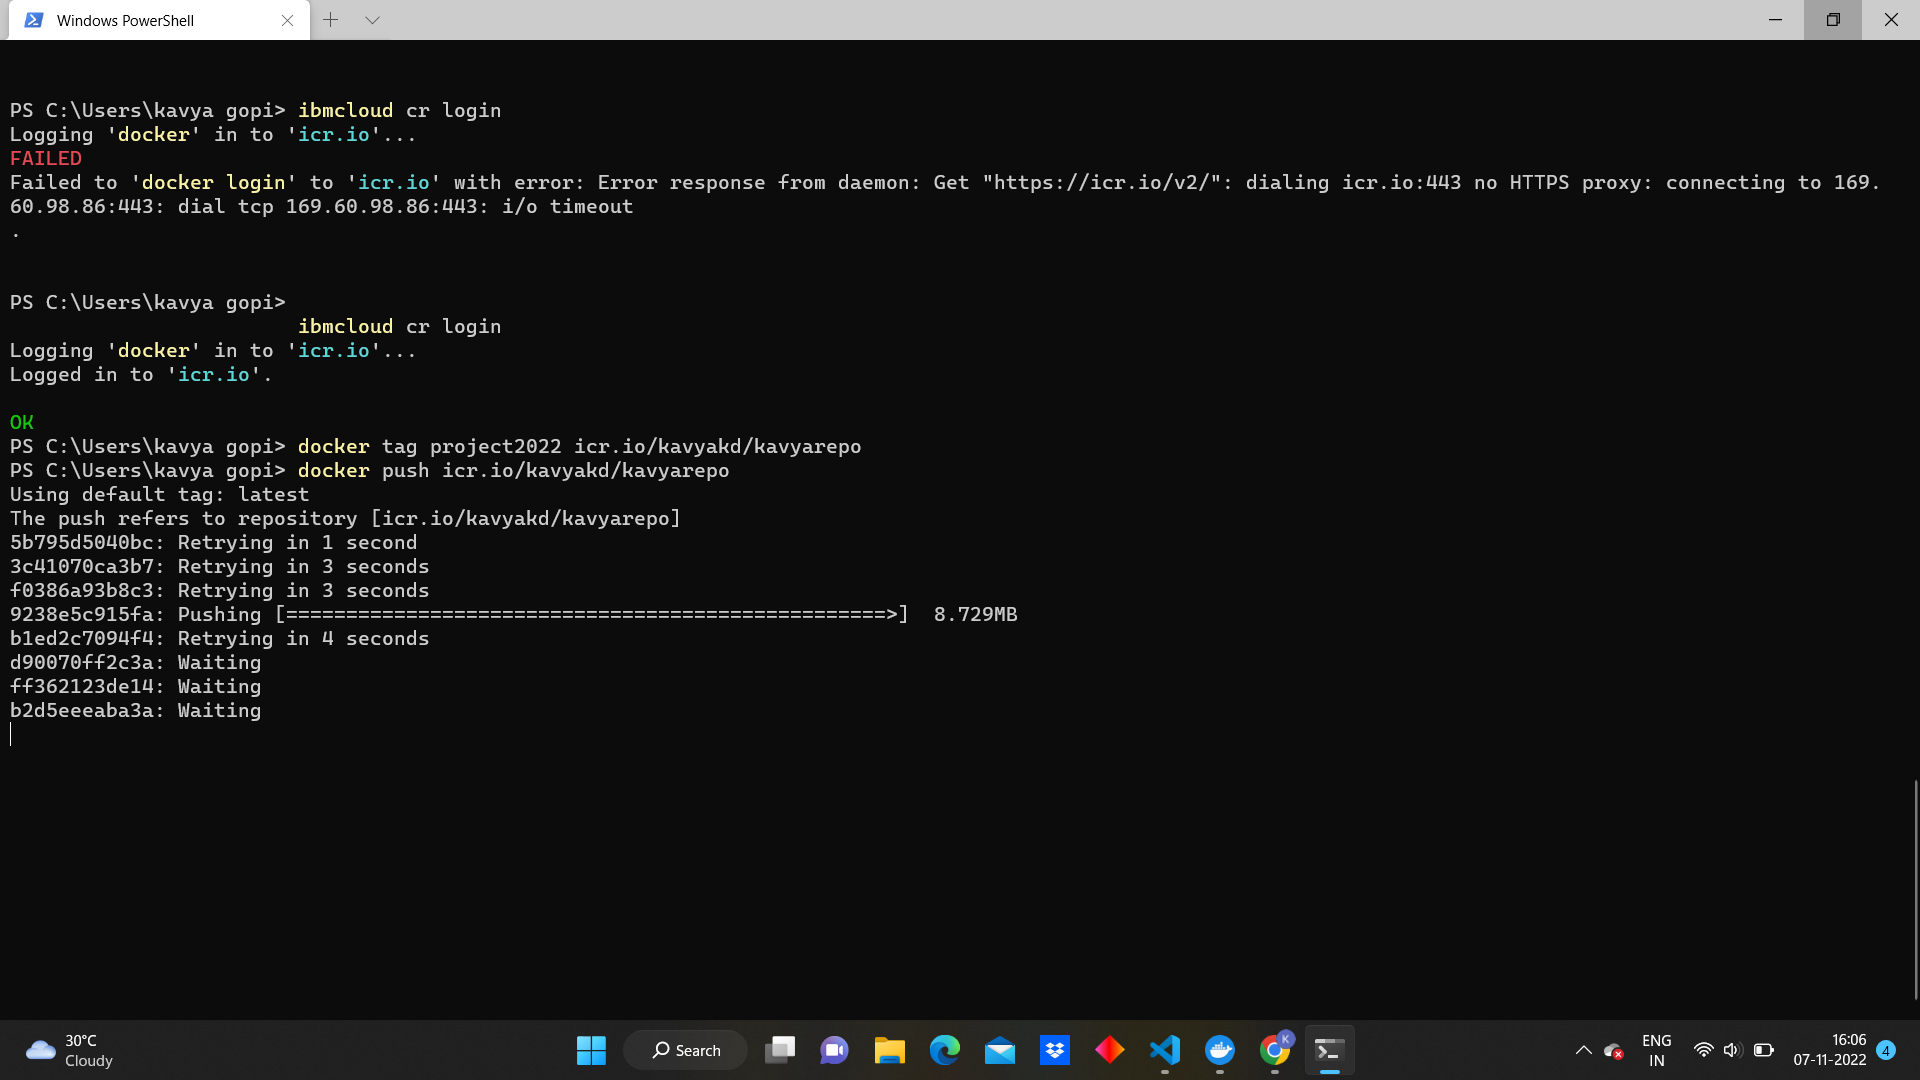 Windows PowerShell
PS C:\Users\kavya gopi> ibmcloud cr login
Logging 'docker' in to 'icr.io'...
FAILED
Failed to 'docker login' to 'icr.io' with error: Error response from daemon: Get "https://icr.io/v2/": dialing icr.io:443 no HTTPS proxy: connecting to 169.
60.98.86:443: dial tcp 169.60.98.86:443: i/o timeout
.
PS C:\Users\kavya gopi>
ibmcloud cr login
Logging 'docker' in to 'icr.io'...
Logged in to 'icr.io'.
OK
PS C:\Users\kavya gopi> docker tag project2022 icr.io/kavyakd/kavyarepo
PS C:\Users\kavya gopi> docker push icr.io/kavyakd/kavyarepo
Using default tag: latest
The push refers to repository [icr.io/kavyakd/kavyarepo]
5b795d5040bc: Retrying in 1 second
3c41070ca3b7: Retrying in 3 seconds
f0386a93b8c3: Retrying in 3 seconds
9238e5c915fa: Pushing [==================================================>]  8.729MB
b1ed2c7094f4: Retrying in 4 seconds
d90070ff2c3a: Waiting
ff362123de14: Waiting
b2d5eeeaba3a: Waiting
30°C
Cloudy
Search
K
ENG
IN
16:06
07-11-2022
4